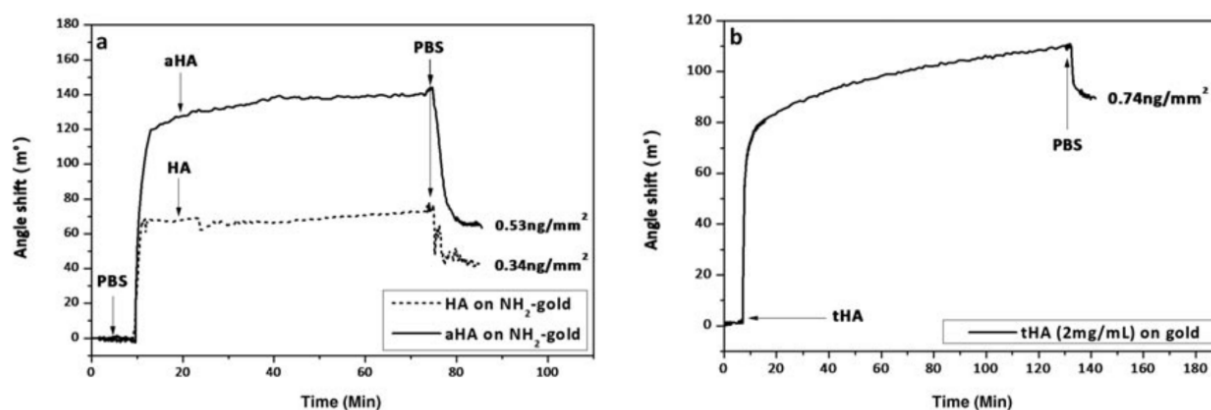 a
180
160
140
120
100
80
60
40
20
0
Angle shift (m°)
aHA
HA
PBS
PBS
0.53ng/mm²
0.34ng/mm²
HA on NH₂-gold
aHA on NH₂-gold
0 20 40 60 80 100
Time (Min)
b
120
100
80
60
40
20
0
Angle shift (m°)
0.74ng/mm²
PBS
tHA
tHA (2mg/mL) on gold
0 20 40 60 80 100 120 140 160 180
Time (Min)